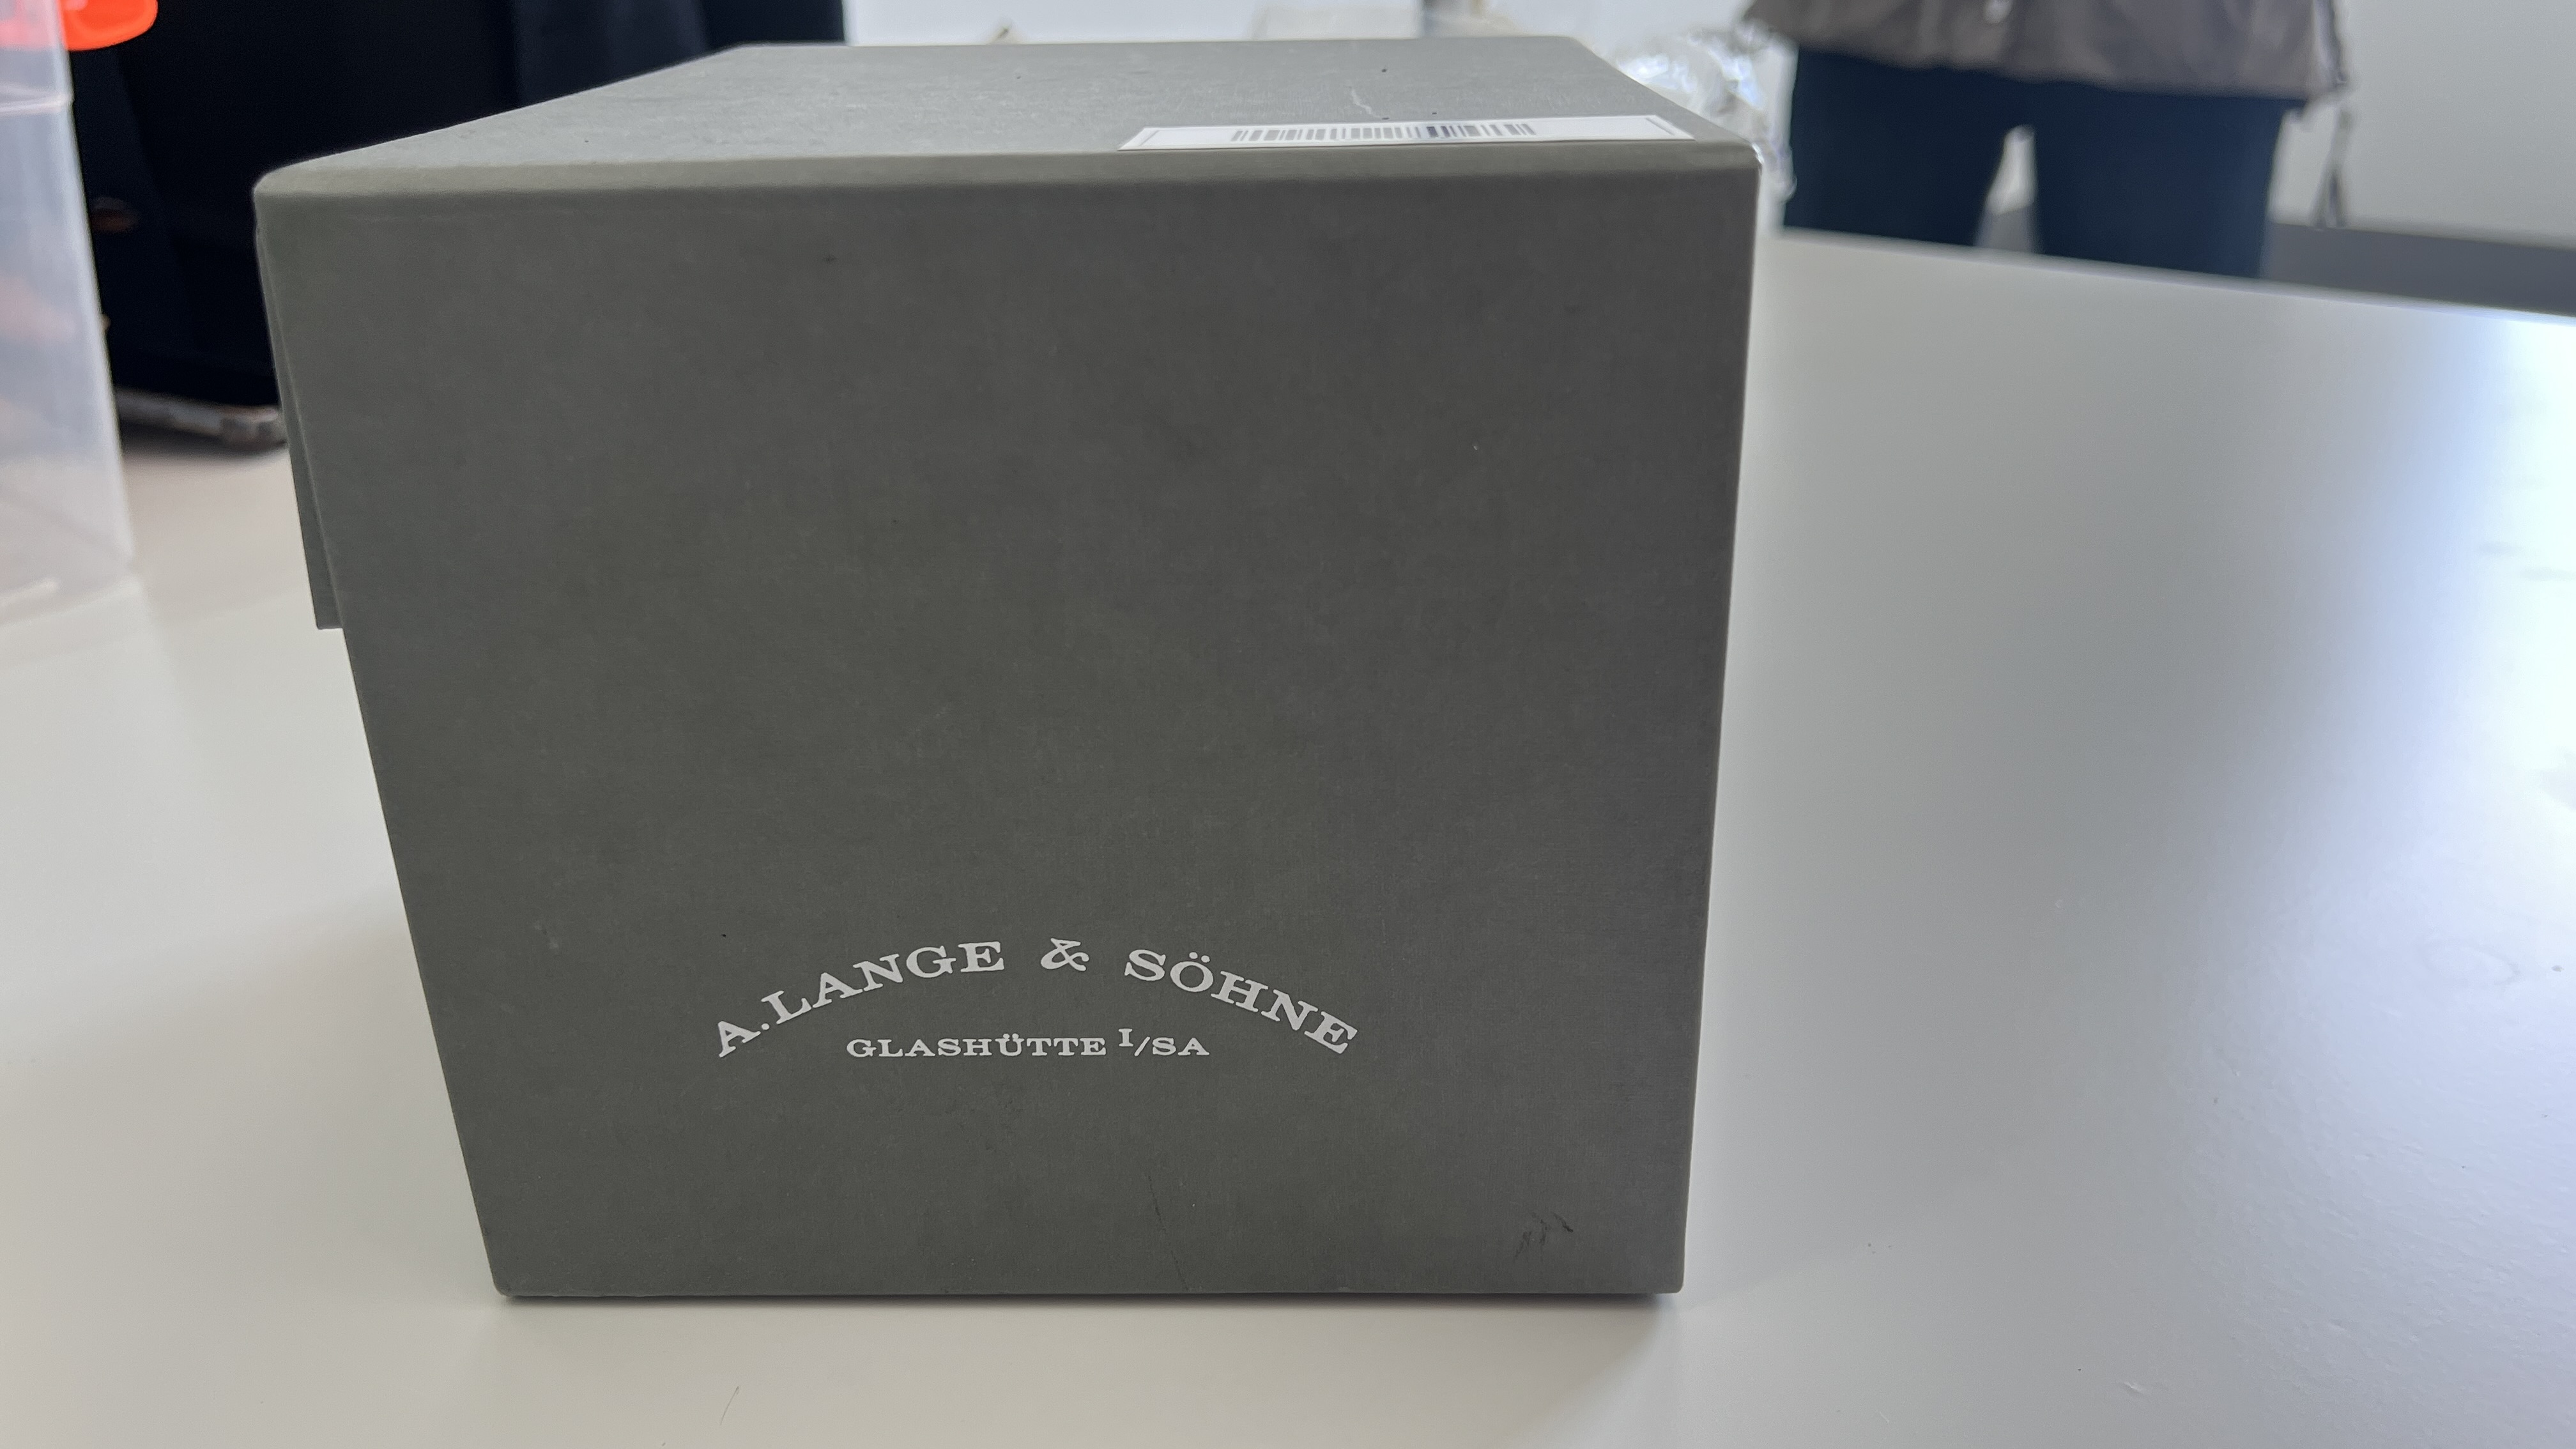 A. LANGE & SÖHNE
GLASHÜTTE I/SA